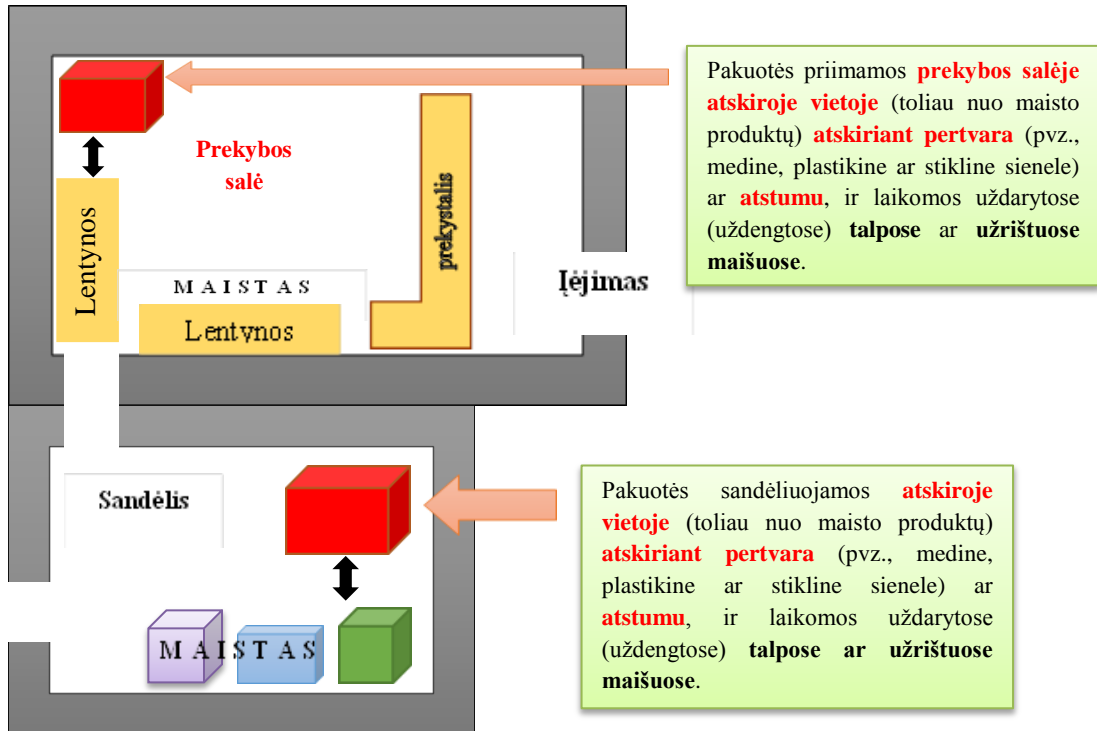 Pakuotės priimamos prekybos salėje
atskiroje vietoje (toliau nuo maisto
produktų) atskiriant pertvara (pvz.,
medine, plastikine ar stikline sienele)
ar atstumu, ir laikomos uždarytose
(uždengtose) talpose ar užrištuose
maišuose.
Prekybos
salė
prekystalis
Lentynos
MAISTAS
Lentynos
Įėjimas
Sandėlis
Pakuotės sandėliuojamos atskiroje
vietoje (toliau nuo maisto produktų)
atskiriant pertvara (pvz., medine,
plastikine ar stikline sienele) ar
atstumu, ir laikomos uždarytose
(uždengtose) talpose ar užrištuose
maišuose.
MAISTAS